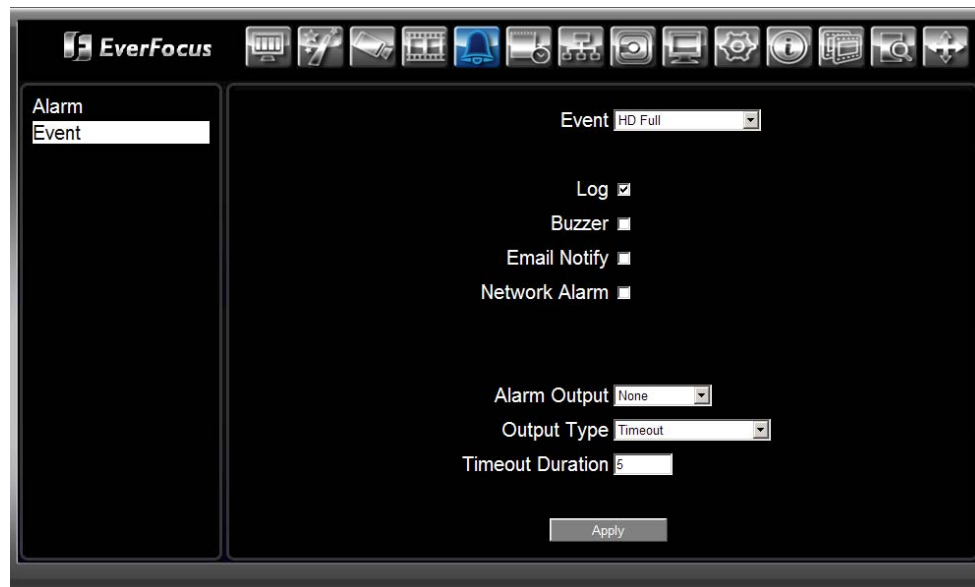 EverFocus
Alarm
Event
Event HD Full
Log
Buzzer
Email Notify
Network Alarm
Alarm Output None
Output Type Timeout
Timeout Duration 5
Apply